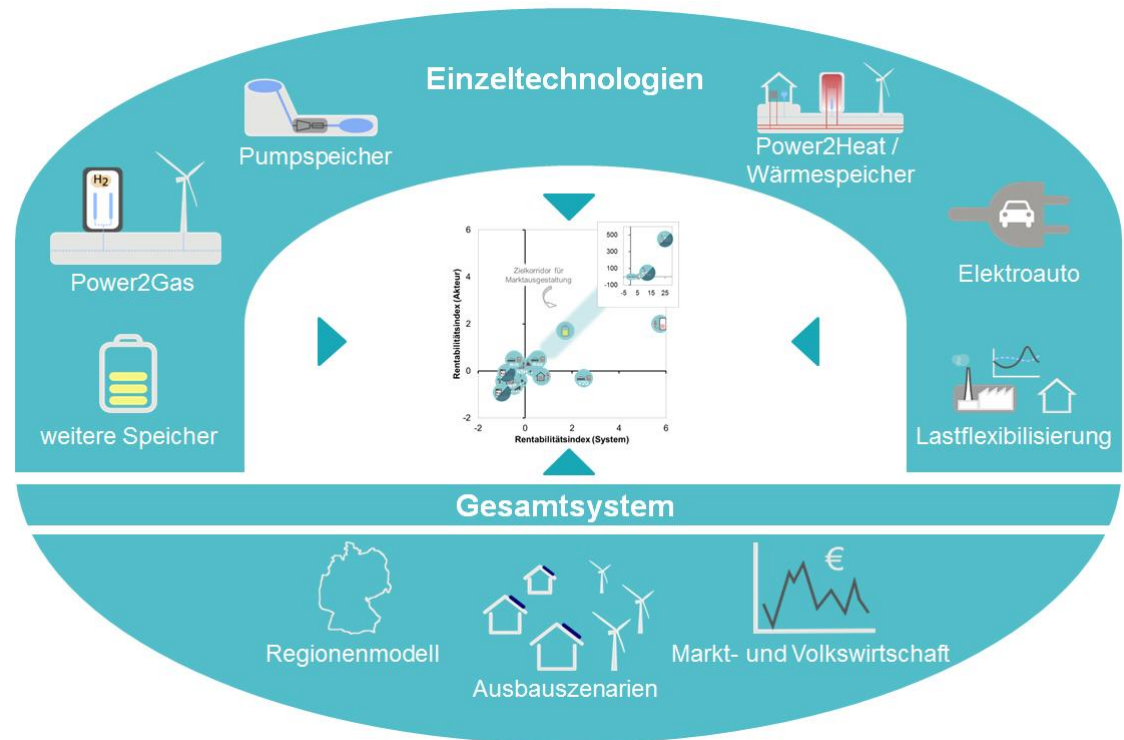 Einzeltechnologien
Pumpspeicher
Power2Heat /
Wärmespeicher
H2
Power2Gas
Elektroauto
weitere Speicher
Lastflexibilisierung
6
4
2
0
-2
-2
0
2
4
6
Rentabilitätsindex (Akteur)
Rentabilitätsindex (System)
Zielkorridor für
Marktausgestaltung
500
300
100
-100
-5 5 15 25
Gesamtsystem
€
Regionenmodell
Ausbauszenarien
Markt- und Volkswirtschaft